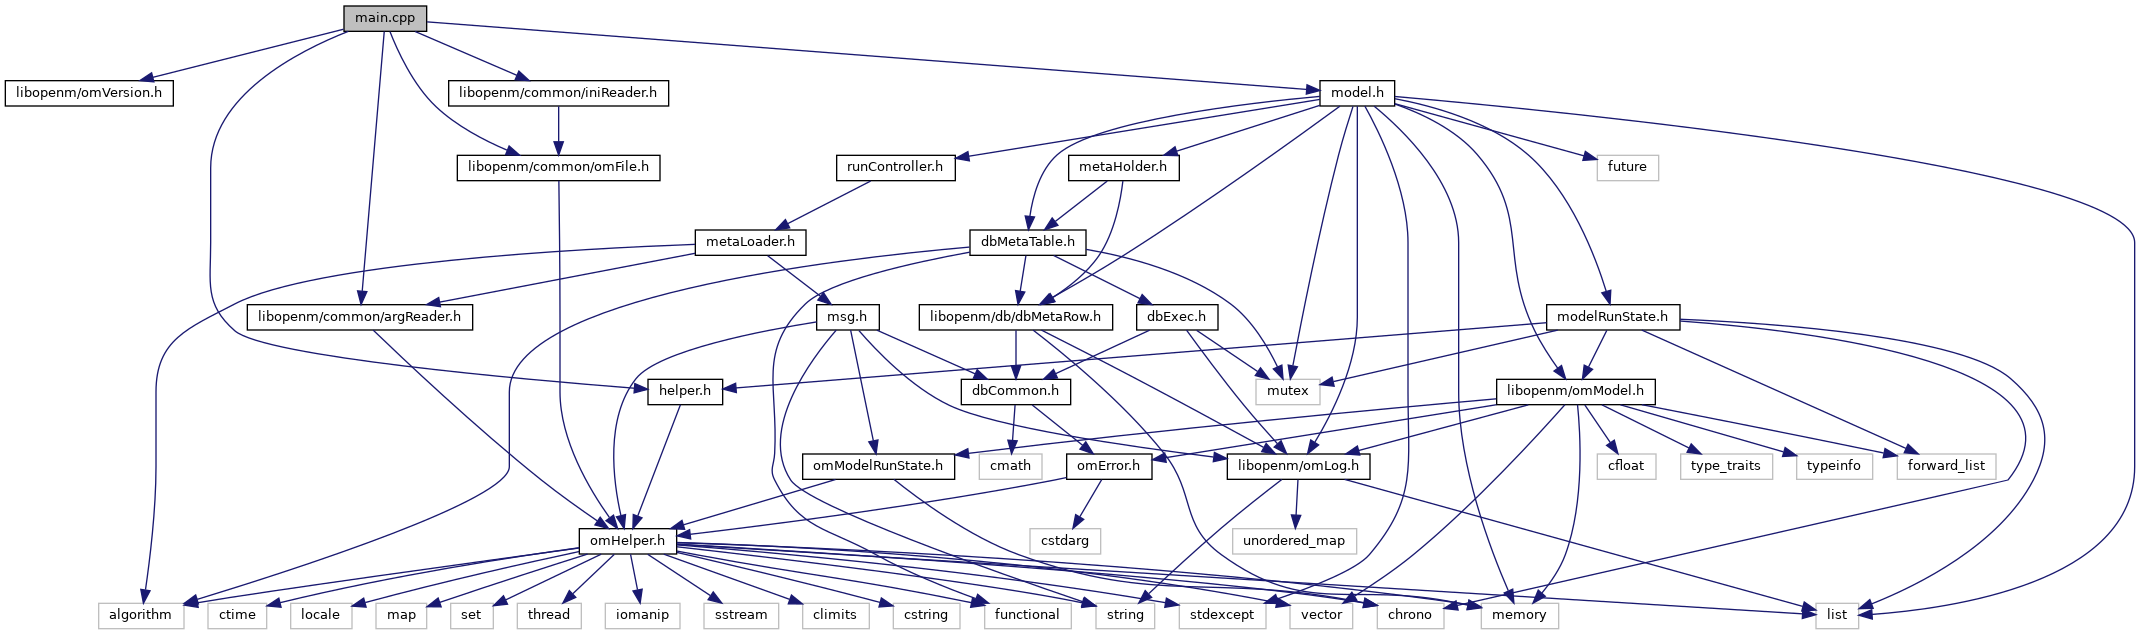 main.cpp
libopenm/omVersion.h
libopenm/common/iniReader.h
model.h
libopenm/common/omFile.h
runController.h
metaHolder.h
future
metaLoader.h
dbMetaTable.h
libopenm/common/argReader.h
msg.h
libopenm/db/dbMetaRow.h
dbExec.h
modelRunState.h
helper.h
dbCommon.h
mutex
libopenm/omModel.h
omModelRunState.h
cmath
omError.h
libopenm/omLog.h
cfloat
type_traits
typeinfo
forward_list
omHelper.h
cstdarg
unordered_map
algorithm
ctime
locale
map
set
thread
iomanip
sstream
climits
cstring
functional
string
stdexcept
vector
chrono
memory
list